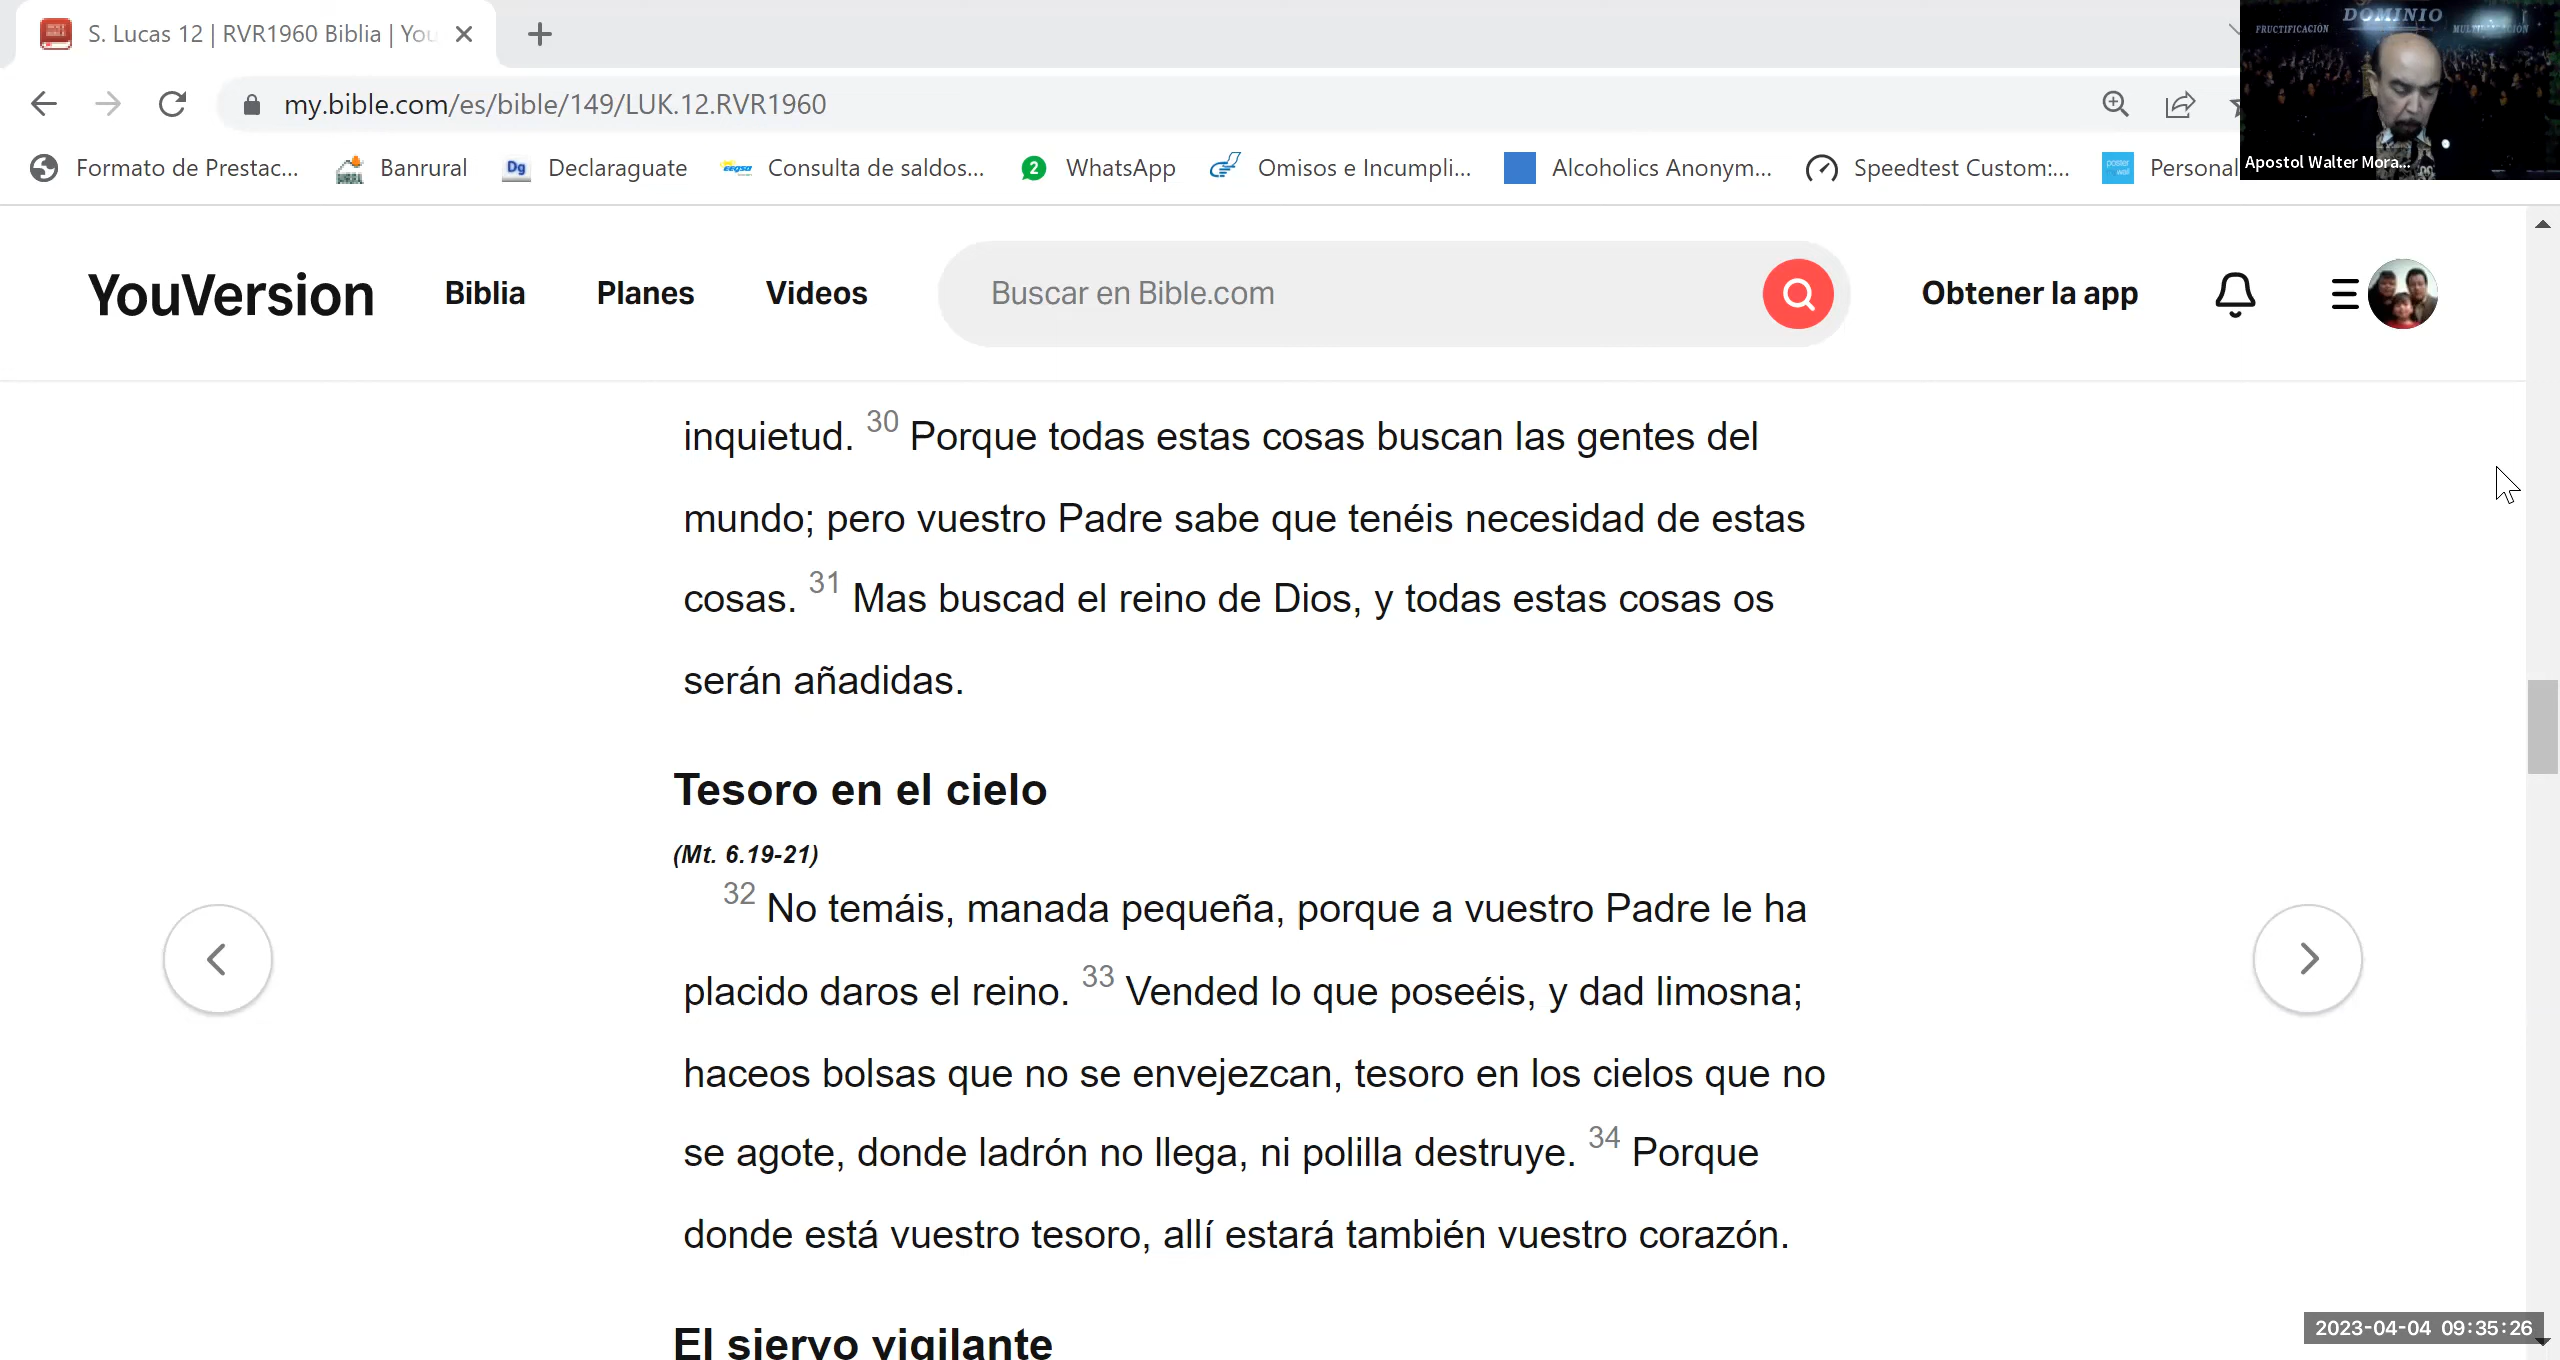 S. Lucas 12 | RVR1960 Biblia | You
my.bible.com/es/bible/149/LUK.12.RVR1960
DOMINIO
FRUCTIFICACIÓN
Apostol Walter Mora...
Formato de Prestac... Banrural Declaraguate Consulta de saldos... 2 WhatsApp Omisos e Incumpli... Alcoholics Anonym... Speedtest Custom:... Personal
YouVersion Biblia Planes Videos Buscar en Bible.com Obtener la app
inquietud. 30 Porque todas estas cosas buscan las gentes del
mundo; pero vuestro Padre sabe que tenéis necesidad de estas
cosas. 31 Mas buscad el reino de Dios, y todas estas cosas os
serán añadidas.
Tesoro en el cielo
(Mt. 6.19-21)
32 No temáis, manada pequeña, porque a vuestro Padre le ha
placido daros el reino. 33 Vended lo que poseéis, y dad limosna;
haceos bolsas que no se envejezcan, tesoro en los cielos que no
se agote, donde ladrón no llega, ni polilla destruye. 34 Porque
donde está vuestro tesoro, allí estará también vuestro corazón.
El siervo vigilante
2023-04-04 09:35:26